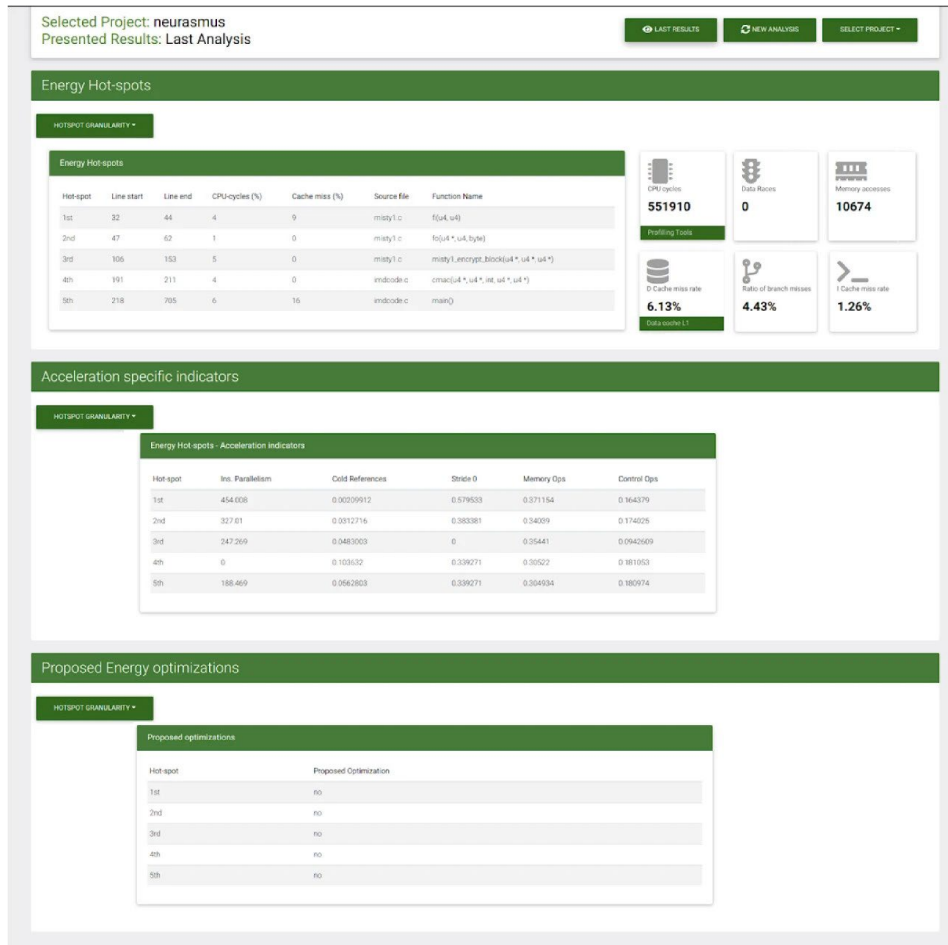 Selected Project: neurasmus
Presented Results: Last Analysis
LAST RESULTS
NEW ANALYSIS
SELECT PROJECT
Energy Hot-spots
HOTSPOT GRANULARITY
Energy Hot-spots
Hot-spot Line start Line end CPU-cycles (%) Cache miss (%) Source file Function Name
1st 32 44 4 9 misty1.c fi(u4, u4)
2nd 47 62 1 0 misty1.c fo(u4 *, u4, byte)
3rd 106 153 5 0 misty1.c misty1_encrypt_block(u4 *, u4 *, u4 *)
4th 191 211 4 0 imdcode.c cmac(u4 *, u4 *, int, u4 *, u4 *)
5th 218 705 6 16 imdcode.c main()
CPU cycles
551910
Profiling Tools
Data Races
0
Memory accesses
10674
D Cache miss rate
6.13%
Data cache L1
Ratio of branch misses
4.43%
I Cache miss rate
1.26%
Acceleration specific indicators
HOTSPOT GRANULARITY
Energy Hot-spots - Acceleration indicators
Hot-spot Ins. Parallelism Cold References Stride 0 Memory Ops Control Ops
1st 454.008 0.00209912 0.579533 0.371154 0.164379
2nd 327.01 0.0312716 0.383381 0.34039 0.174026
3rd 247.269 0.0483003 0 0.35441 0.0942609
4th 0 0.103632 0.339271 0.30522 0.181053
5th 188.469 0.0562803 0.339271 0.304934 0.180974
Proposed Energy optimizations
HOTSPOT GRANULARITY
Proposed optimizations
Hot-spot Proposed Optimization
1st no
2nd no
3rd no
4th no
5th no